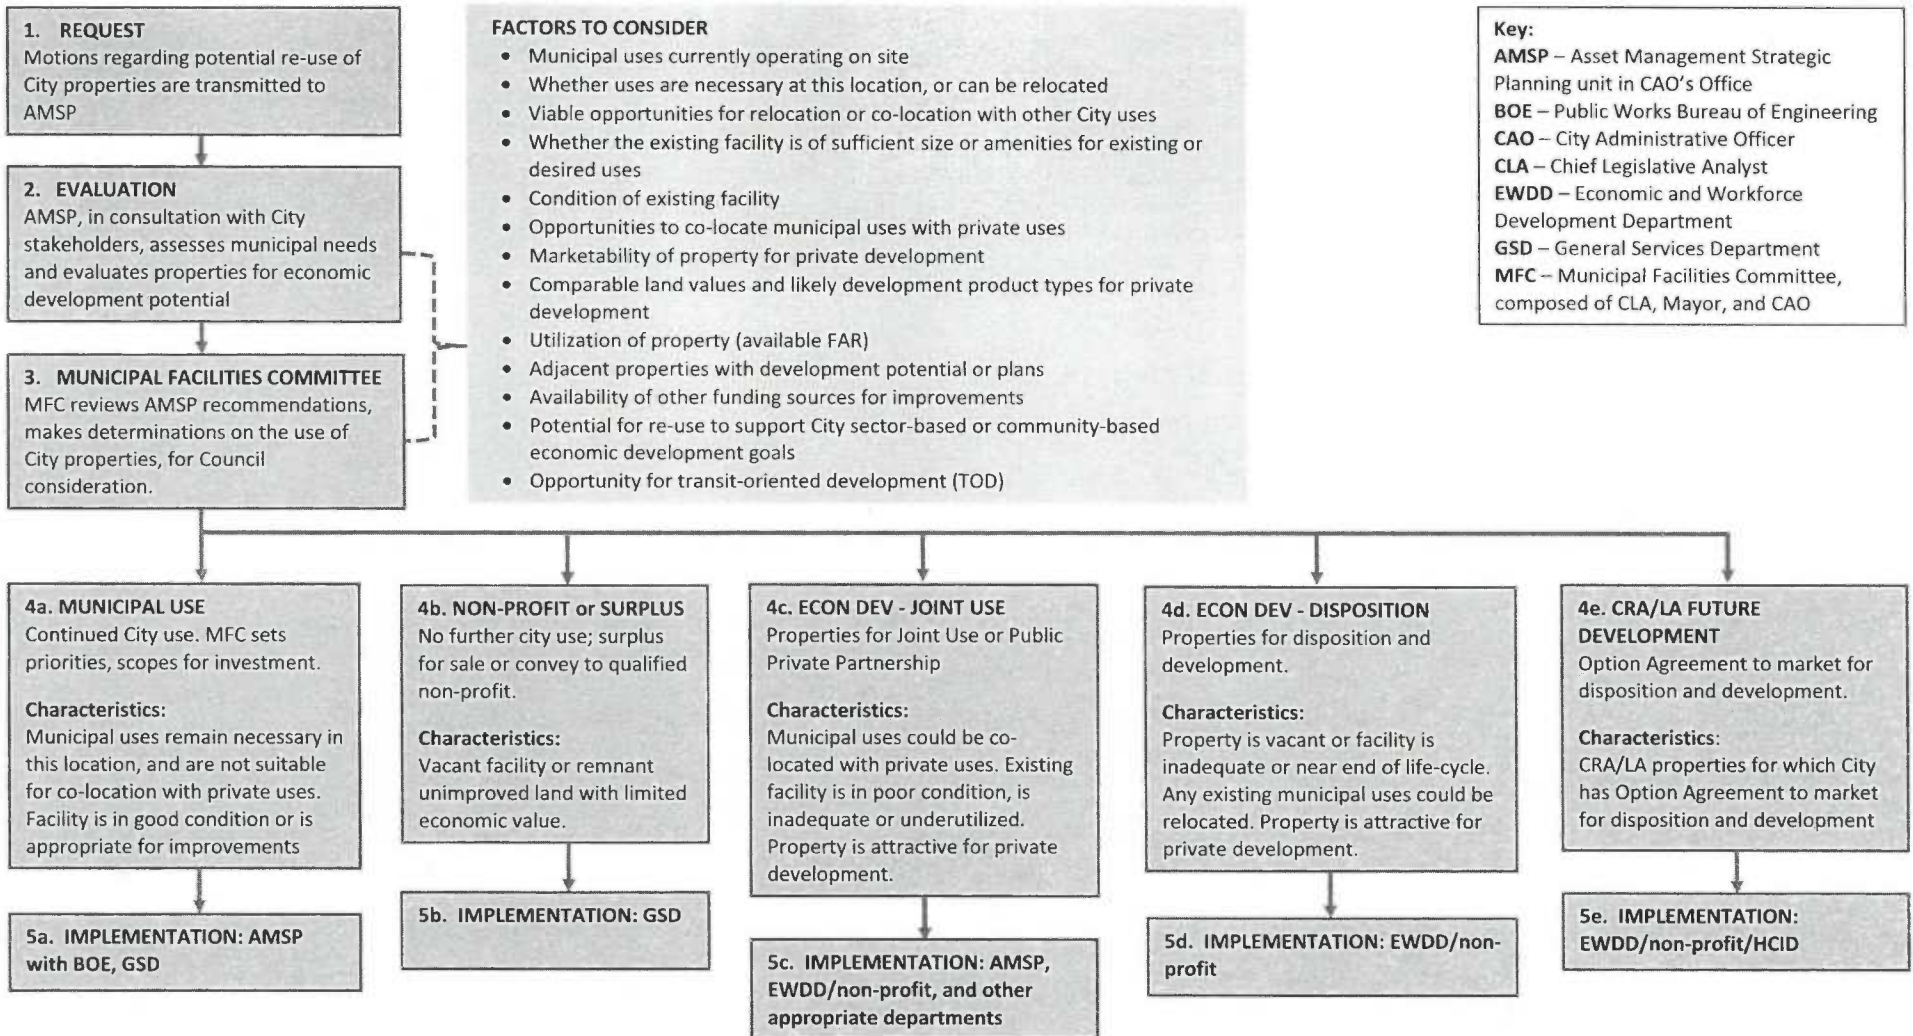 1. REQUEST
Motions regarding potential re-use of
City properties are transmitted to
AMSP
2. EVALUATION
AMSP, in consultation with City
stakeholders, assesses municipal needs
and evaluates properties for economic
development potential
3. MUNICIPAL FACILITIES COMMITTEE
MFC reviews AMSP recommendations,
makes determinations on the use of
City properties, for Council
consideration.
FACTORS TO CONSIDER
• Municipal uses currently operating on site
• Whether uses are necessary at this location, or can be relocated
• Viable opportunities for relocation or co-location with other City uses
• Whether the existing facility is of sufficient size or amenities for existing or
desired uses
• Condition of existing facility
• Opportunities to co-locate municipal uses with private uses
• Marketability of property for private development
• Comparable land values and likely development product types for private
development
• Utilization of property (available FAR)
• Adjacent properties with development potential or plans
• Availability of other funding sources for improvements
• Potential for re-use to support City sector-based or community-based
economic development goals
• Opportunity for transit-oriented development (TOD)
Key:
AMSP – Asset Management Strategic
Planning unit in CAO's Office
BOE – Public Works Bureau of Engineering
CAO – City Administrative Officer
CLA – Chief Legislative Analyst
EWDD – Economic and Workforce
Development Department
GSD – General Services Department
MFC – Municipal Facilities Committee,
composed of CLA, Mayor, and CAO
4a. MUNICIPAL USE
Continued City use. MFC sets
priorities, scopes for investment.
Characteristics:
Municipal uses remain necessary in
this location, and are not suitable
for co-location with private uses.
Facility is in good condition or is
appropriate for improvements
5a. IMPLEMENTATION: AMSP
with BOE, GSD
4b. NON-PROFIT or SURPLUS
No further city use; surplus
for sale or convey to qualified
non-profit.
Characteristics:
Vacant facility or remnant
unimproved land with limited
economic value.
5b. IMPLEMENTATION: GSD
4c. ECON DEV - JOINT USE
Properties for Joint Use or Public
Private Partnership
Characteristics:
Municipal uses could be co-
located with private uses. Existing
facility is in poor condition, is
inadequate or underutilized.
Property is attractive for private
development.
5c. IMPLEMENTATION: AMSP,
EWDD/non-profit, and other
appropriate departments
4d. ECON DEV - DISPOSITION
Properties for disposition and
development.
Characteristics:
Property is vacant or facility is
inadequate or near end of life-cycle.
Any existing municipal uses could be
relocated. Property is attractive for
private development.
5d. IMPLEMENTATION: EWDD/non-
profit
4e. CRA/LA FUTURE
DEVELOPMENT
Option Agreement to market for
disposition and development.
Characteristics:
CRA/LA properties for which City
has Option Agreement to market
for disposition and development
5e. IMPLEMENTATION:
EWDD/non-profit/HCID